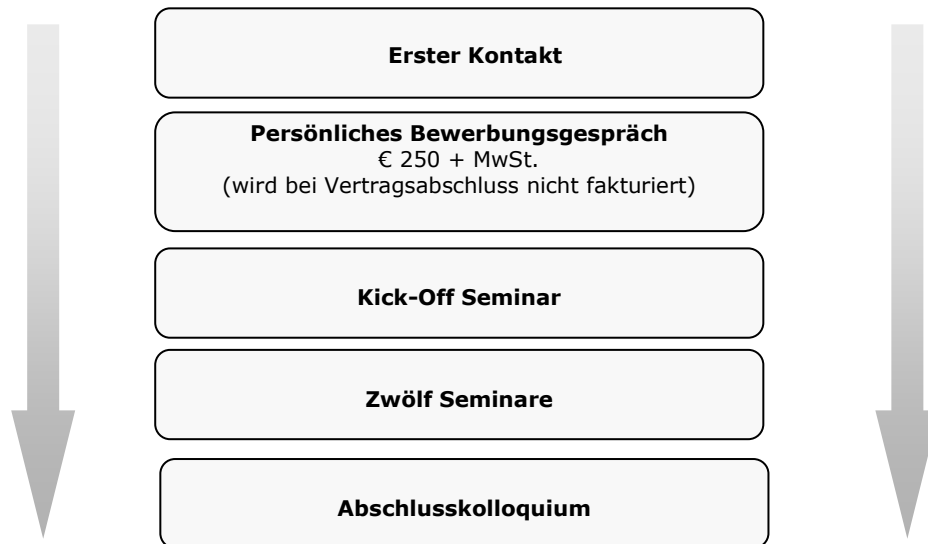 Erster Kontakt
Persönliches Bewerbungsgespräch
€ 250 + MwSt.
(wird bei Vertragsabschluss nicht fakturiert)
Kick-Off Seminar
Zwölf Seminare
Abschlusskolloquium